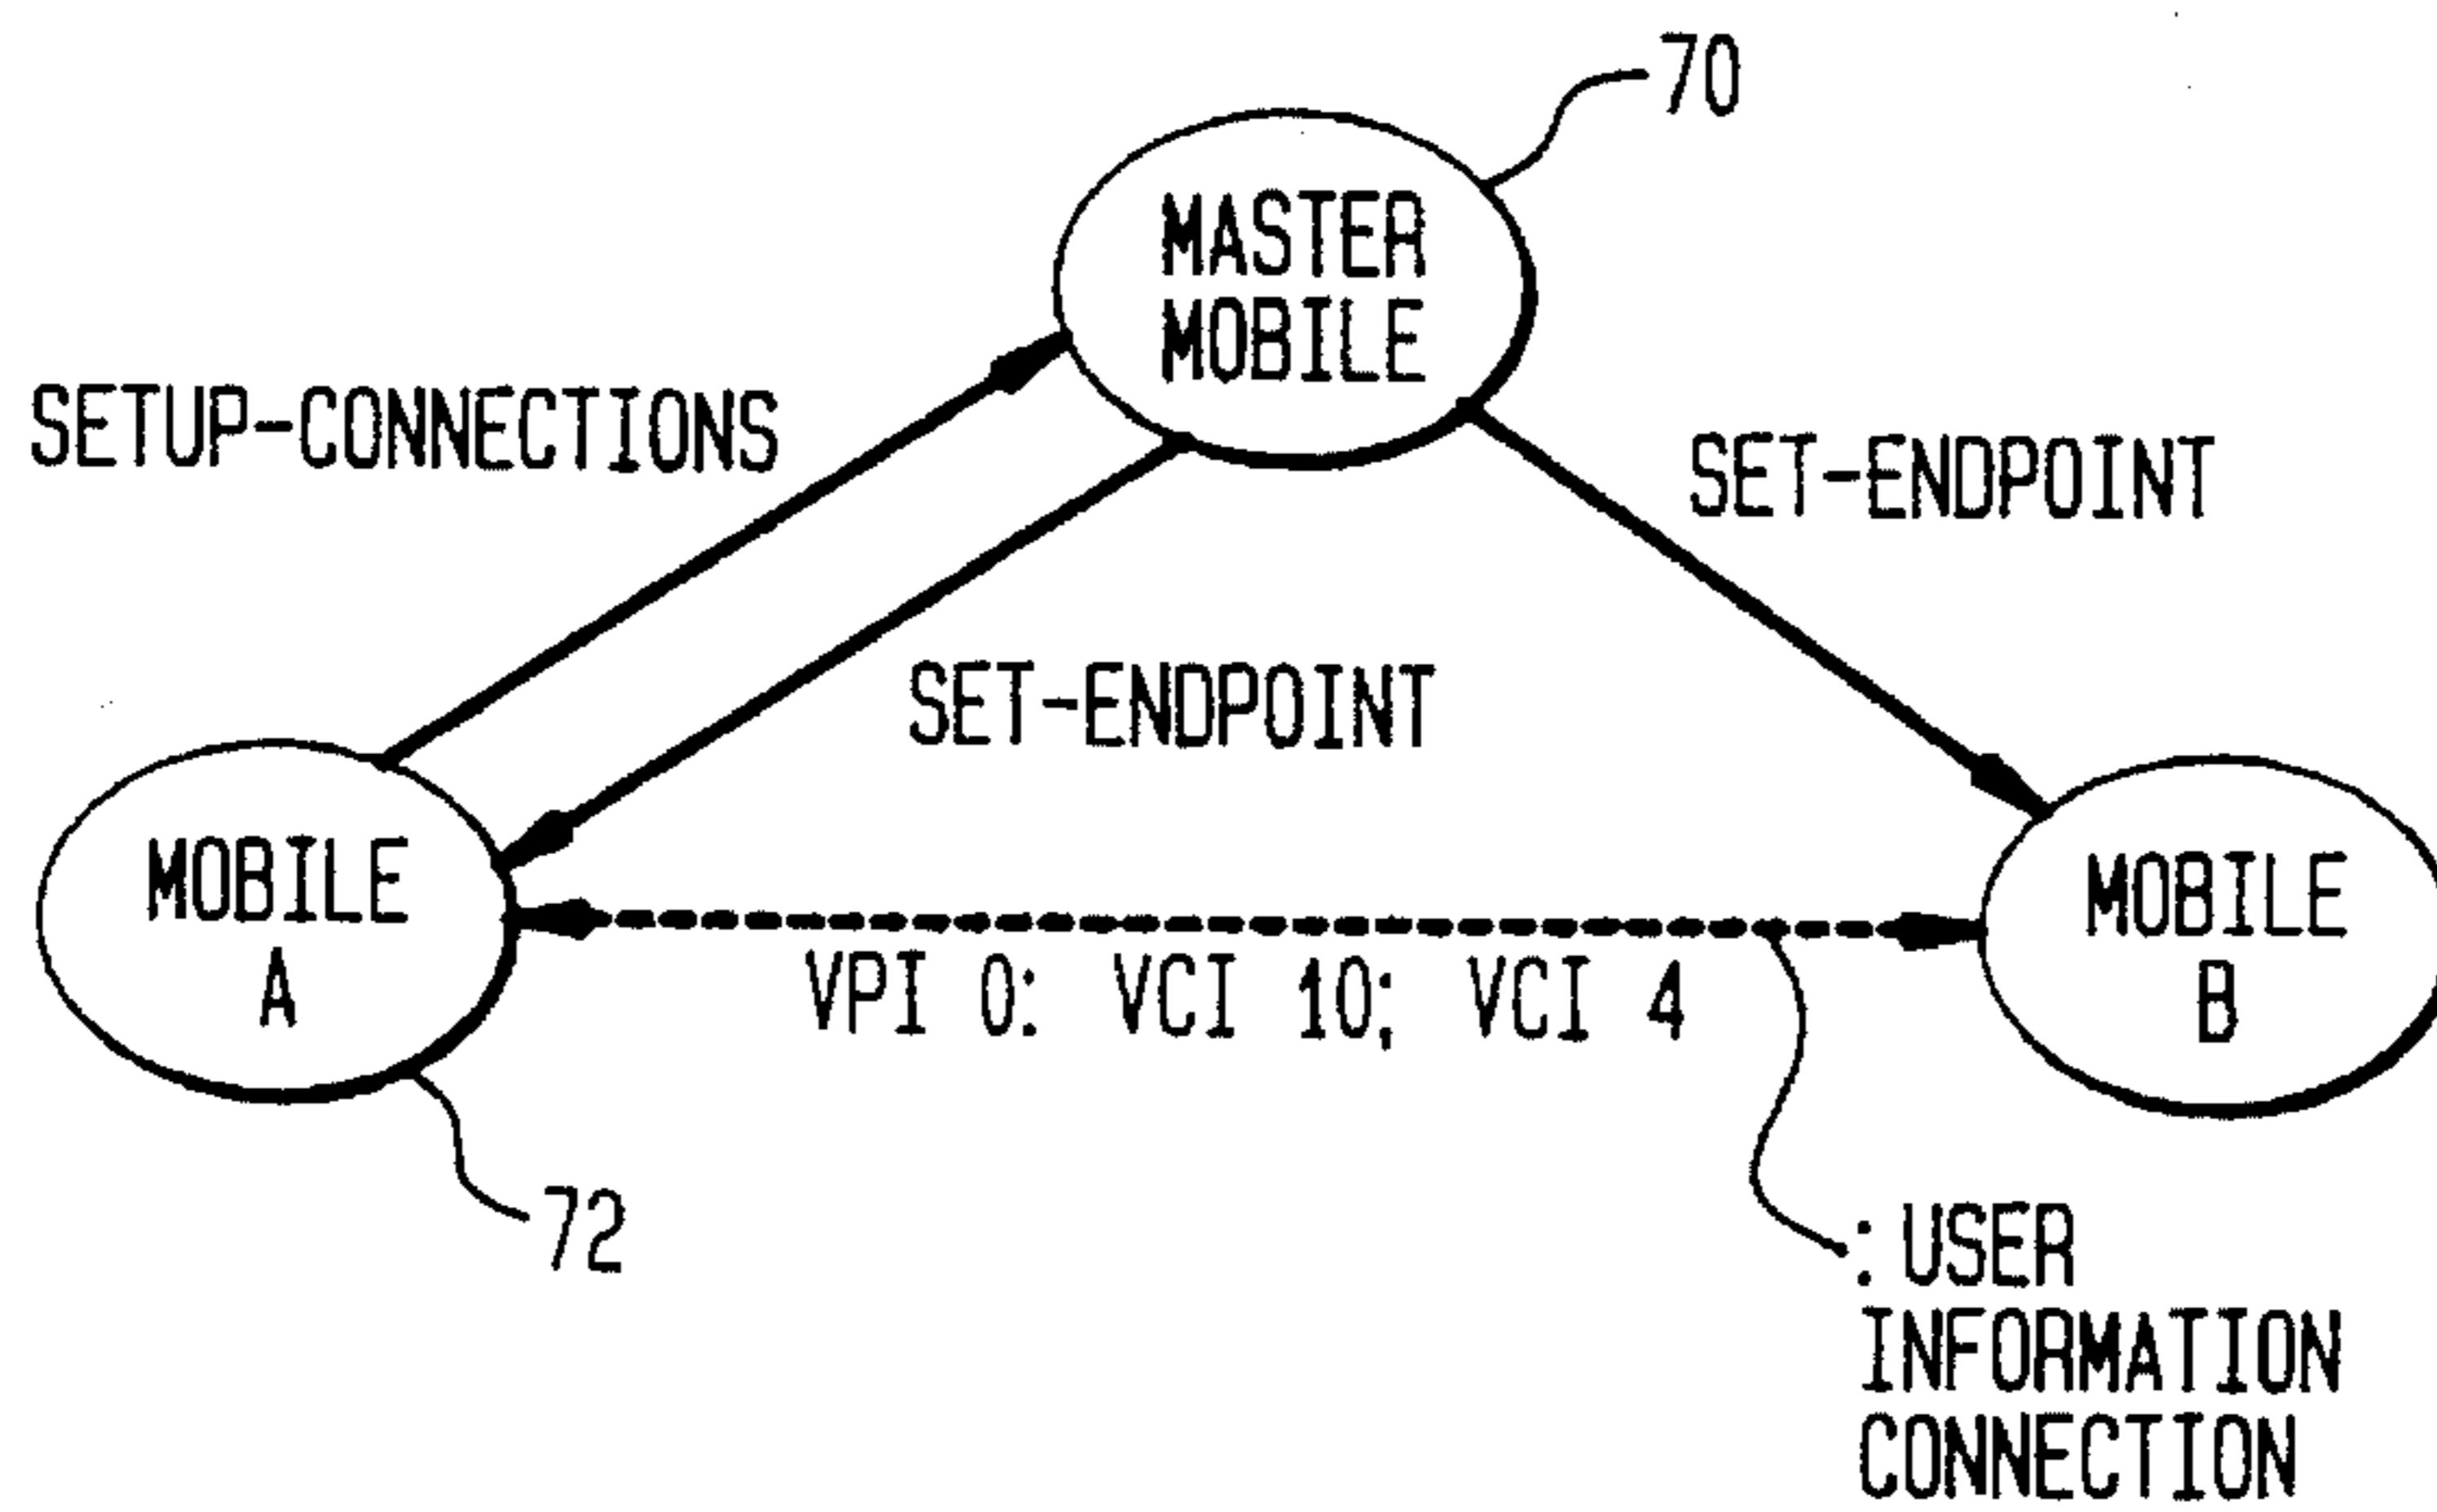 70
MASTER
MOBILE
SETUP-CONNECTIONS
SET-ENDPOINT
SET-ENDPOINT
MOBILE
A
MOBILE
B
VPI 0: VCI 10; VCI 4
72
: USER
INFORMATION
CONNECTION